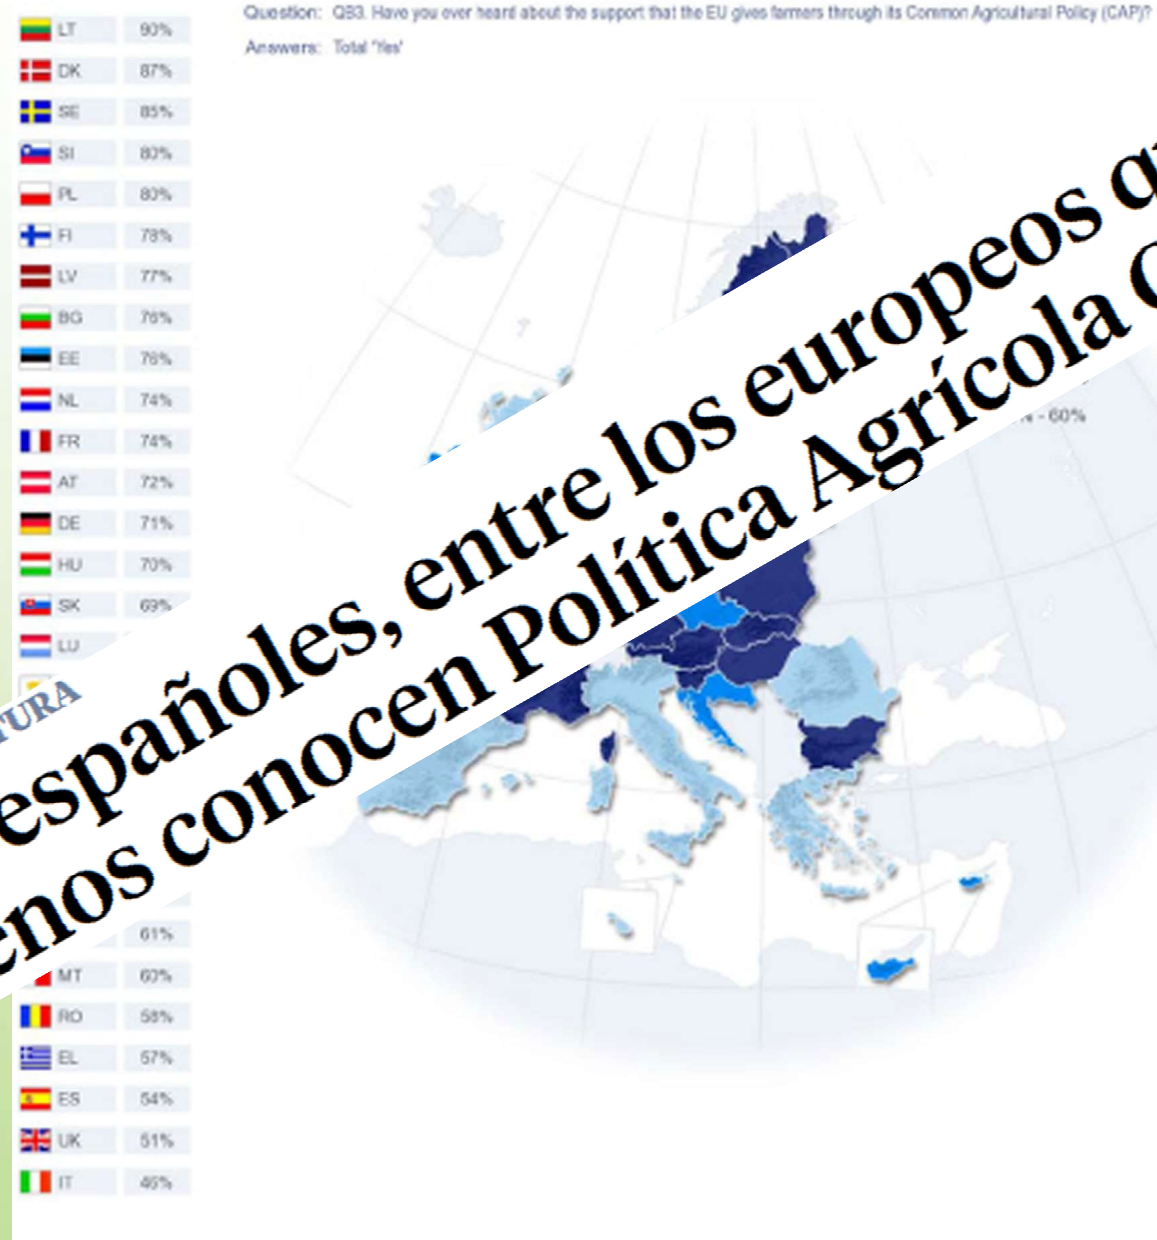 Question: QB3. Have you ever heard about the support that the EU gives farmers through its Common Agricultural Policy (CAP)?
Answers: Total 'Yes'
LT 90%
DK 87%
SE 85%
SI 80%
PL 80%
FI 78%
LV 77%
BG 76%
EE 76%
NL 74%
FR 74%
AT 72%
DE 71%
HU 70%
SK 69%
LU
TURA
españoles, entre los europeos q
enos conocen Política Agrícola C
- 60%
61%
MT 60%
RO 58%
EL 57%
ES 54%
UK 51%
IT 46%